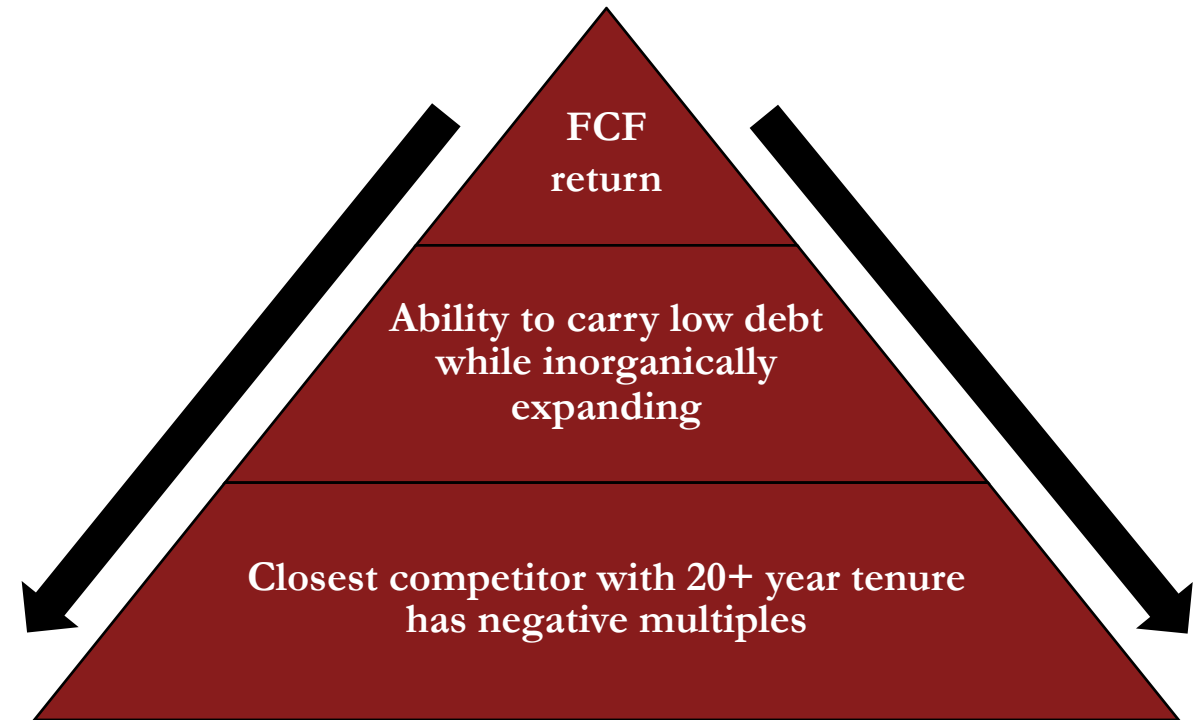 FCF
return
Ability to carry low debt
while inorganically
expanding
Closest competitor with 20+ year tenure
has negative multiples